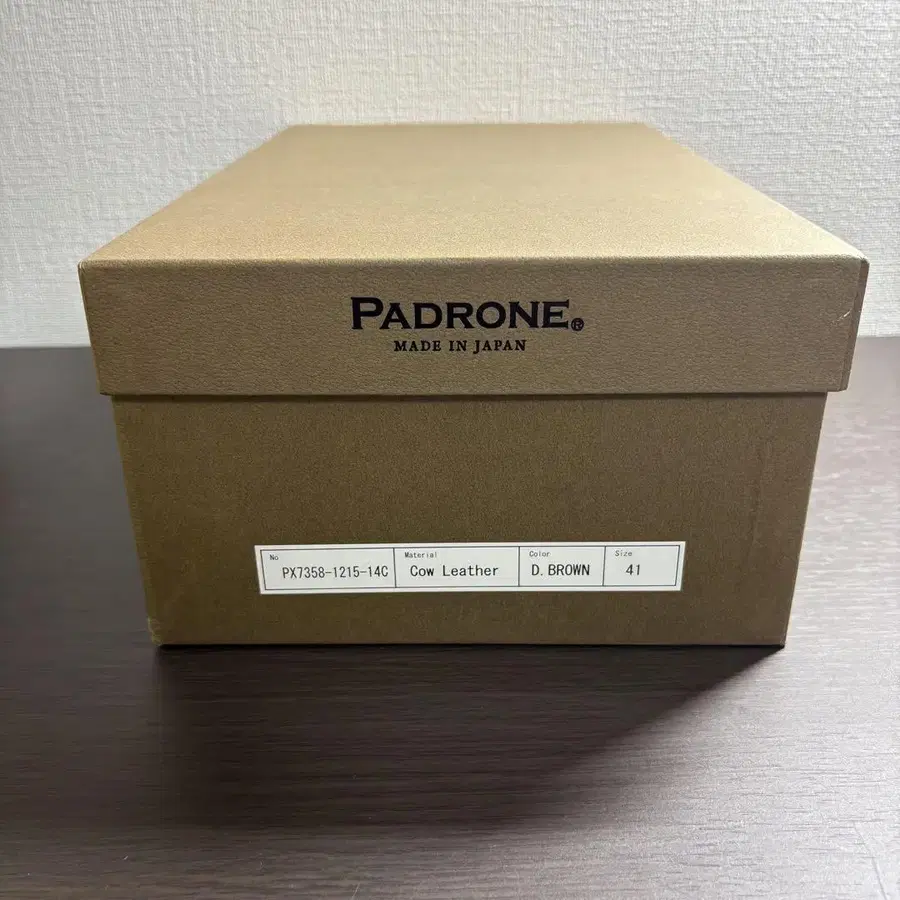 PADRONE®
MADE IN JAPAN
No Material Color Size
PX7358-1215-14C Cow Leather D.BROWN 41